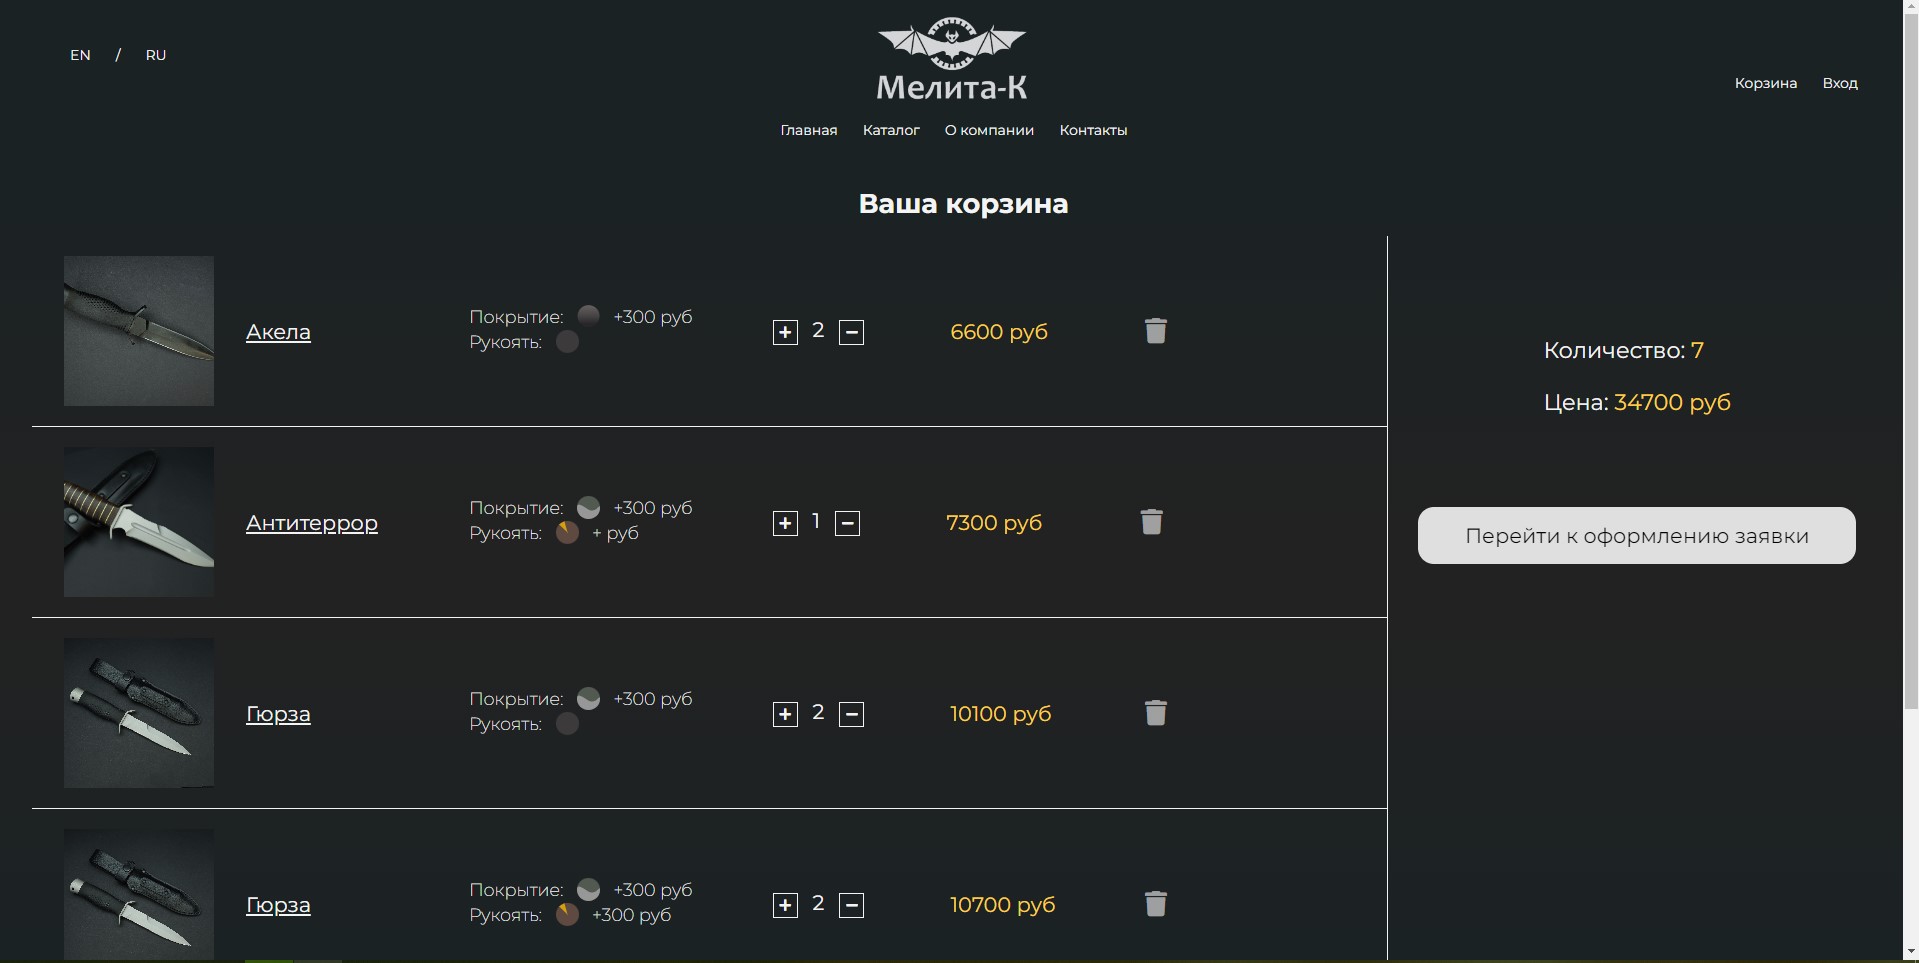 EN / RU
Мелита-К
Корзина Вход
Главная Каталог О компании Контакты
Ваша корзина
Акела
Покрытие: +300 руб
Рукоять:
+ 2 −
6600 руб
Количество: 7
Цена: 34700 руб
Перейти к оформлению заявки
Антитеррор
Покрытие: +300 руб
Рукоять: + руб
+ 1 −
7300 руб
Гюрза
Покрытие: +300 руб
Рукоять:
+ 2 −
10100 руб
Гюрза
Покрытие: +300 руб
Рукоять: +300 руб
+ 2 −
10700 руб